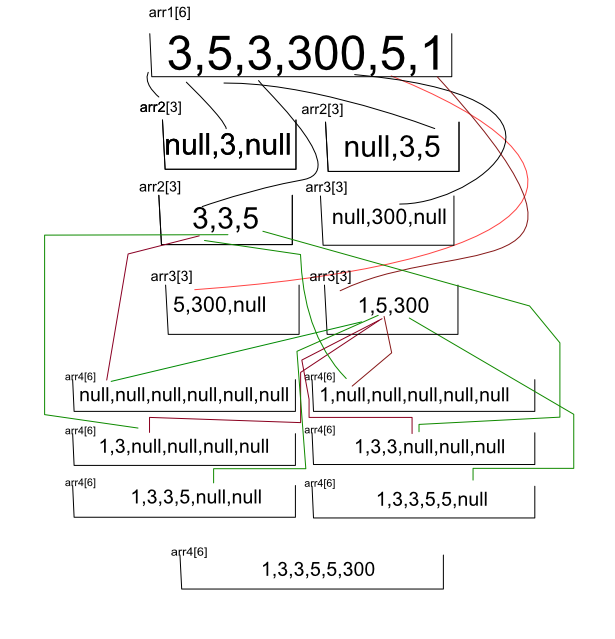 arr1[6]
3,5,3,300,5,1
arr2[3]
null,3,null
arr2[3]
null,3,5
arr2[3]
3,3,5
arr3[3]
null,300,null
arr3[3]
5,300,null
arr3[3]
1,5,300
arr4[6]
null,null,null,null,null,null
arr4[6]
1,null,null,null,null,null
arr4[6]
1,3,null,null,null,null
arr4[6]
1,3,3,null,null,null
arr4[6]
1,3,3,5,null,null
arr4[6]
1,3,3,5,5,null
arr4[6]
1,3,3,5,5,300